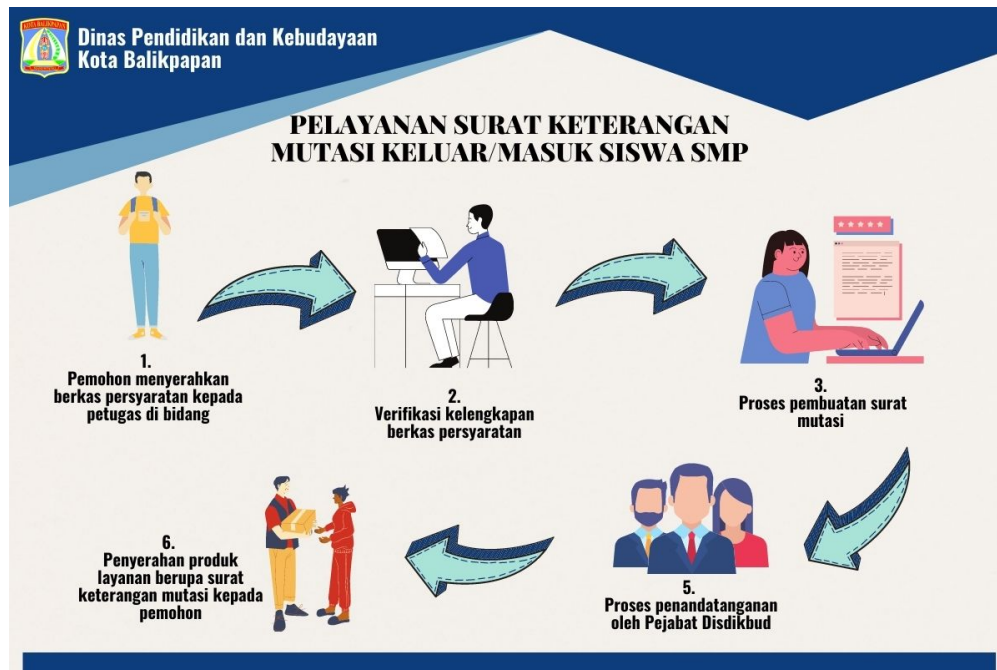 KOTA BALIKPAPAN
Dinas Pendidikan dan Kebudayaan
Kota Balikpapan
PELAYANAN SURAT KETERANGAN
MUTASI KELUAR/MASUK SISWA SMP
1.
Pemohon menyerahkan
berkas persyaratan kepada
petugas di bidang
2.
Verifikasi kelengkapan
berkas persyaratan
3.
Proses pembuatan surat
mutasi
5.
Proses penandatanganan
oleh Pejabat Disdikbud
6.
Penyerahan produk
layanan berupa surat
keterangan mutasi kepada
pemohon